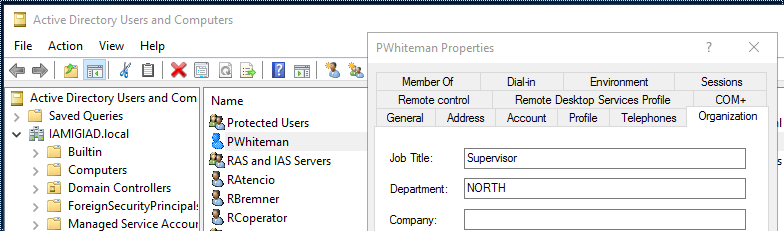 Active Directory Users and Computers
File Action View Help
Active Directory Users and Com
Saved Queries
IAMIGIAD.local
Builtin
Computers
Domain Controllers
ForeignSecurityPrincipals
Managed Service Accou
Name
Protected Users
PWhiteman
RAS and IAS Servers
RAtencio
RBremner
RCoperator
PWhiteman Properties
Member Of Dial-in Environment Sessions
Remote control Remote Desktop Services Profile COM+
General Address Account Profile Telephones Organization
Job Title: Supervisor
Department: NORTH
Company: